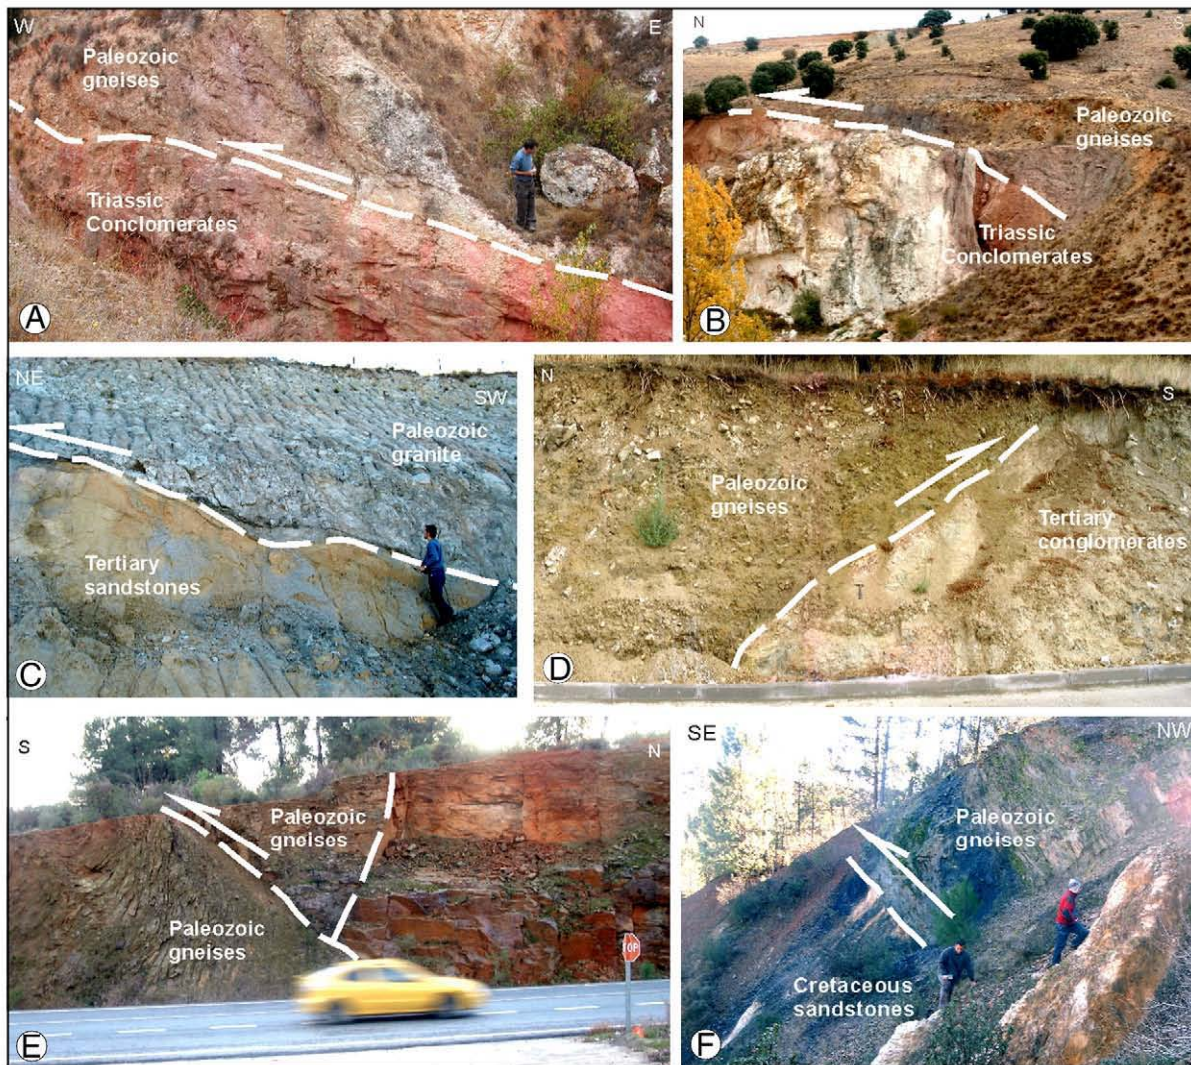 W
E
Paleozoic
gneises
Triassic
Conclomerates
A
N
S
Paleozoic
gneises
Triassic
Conclomerates
B
NE
SW
Paleozoic
granite
Tertiary
sandstones
C
N
S
Paleozoic
gneises
Tertiary
conglomerates
T
D
S
N
Paleozoic
gneises
Paleozoic
gneises
E
SE
NW
Paleozoic
gneises
Cretaceous
sandstones
F